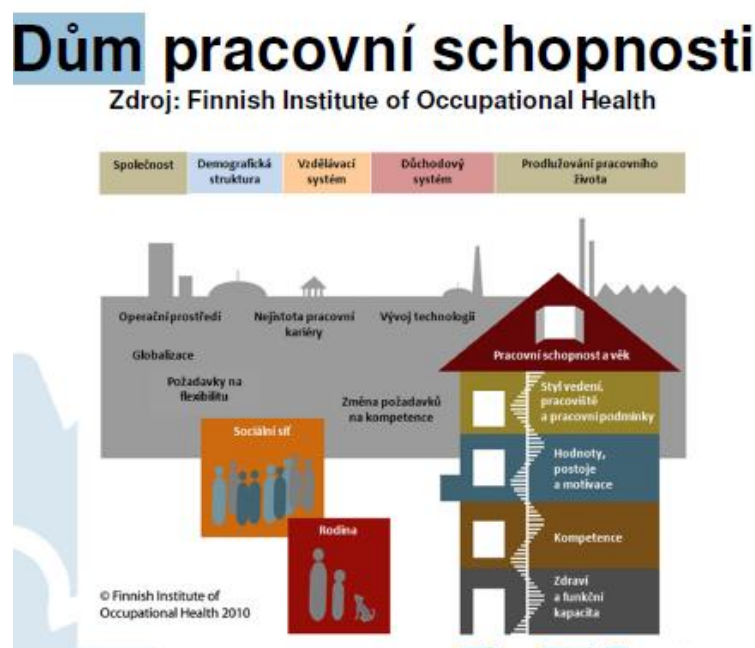 Dům pracovní schopnosti
Zdroj: Finnish Institute of Occupational Health
Společnost
Demografická
struktura
Vzdělávací
systém
Důchodový
systém
Prodlužování pracovního
života
Operační prostředí
Nejistota pracovní
kariéry
Vývoj technologií
Globalizace
Požadavky na
flexibilitu
Změna požadavků
na kompetence
Sociální síť
Rodina
Pracovní schopnost a věk
Styl vedení,
pracoviště
a pracovní podmínky
Hodnoty,
postoje
a motivace
Kompetence
Zdraví
a funkční
kapacita
© Finnish Institute of
Occupational Health 2010